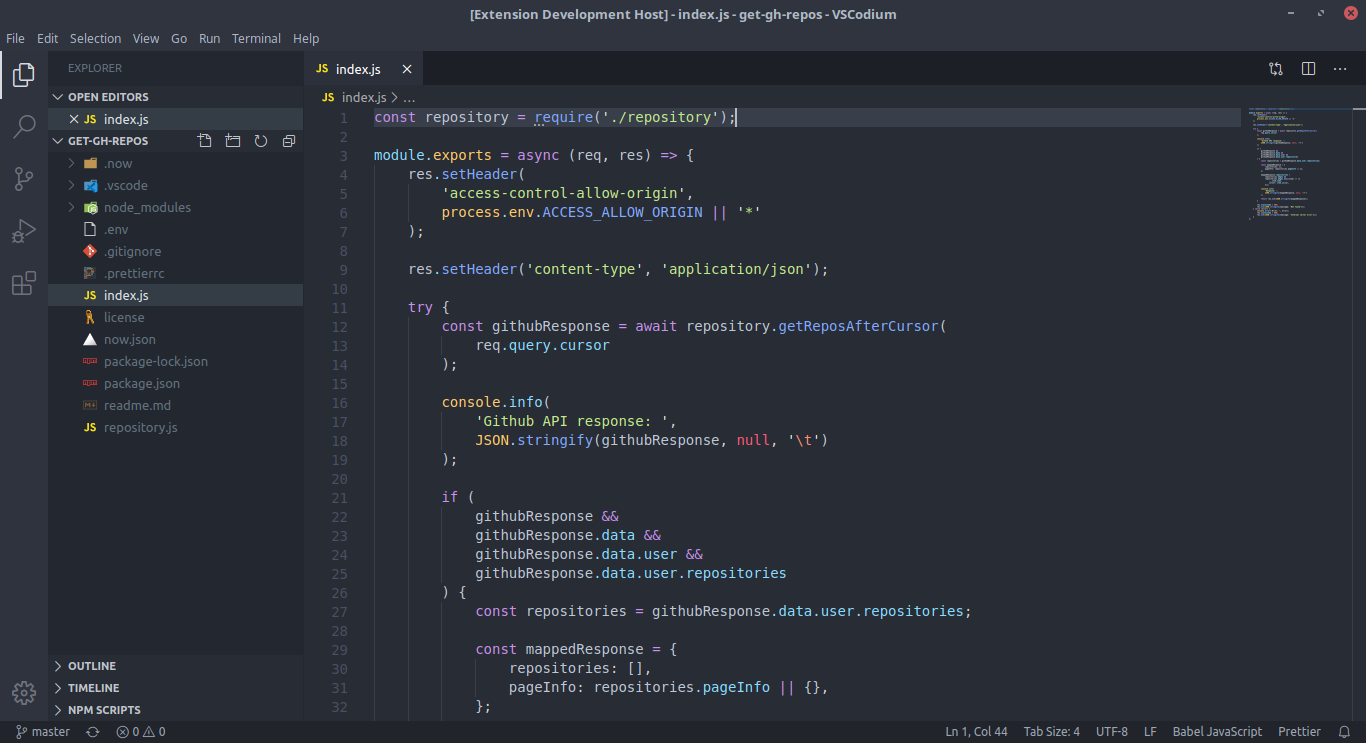 [Extension Development Host] - index.js - get-gh-repos - VSCodium
File Edit Selection View Go Run Terminal Help
EXPLORER
OPEN EDITORS
JS index.js
GET-GH-REPOS
.now
.vscode
node_modules
.env
.gitignore
.prettierrc
JS index.js
license
now.json
package-lock.json
package.json
readme.md
JS repository.js
OUTLINE
TIMELINE
NPM SCRIPTS
JS index.js
JS index.js > ...
1 const repository = require('./repository');
2
3 module.exports = async (req, res) => {
4 res.setHeader(
5 'access-control-allow-origin',
6 process.env.ACCESS_ALLOW_ORIGIN || '*'
7 );
8
9 res.setHeader('content-type', 'application/json');
10
11 try {
12 const githubResponse = await repository.getReposAfterCursor(
13 req.query.cursor
14 );
15
16 console.info(
17 'Github API response: ',
18 JSON.stringify(githubResponse, null, '\t')
19 );
20
21 if (
22 githubResponse &&
23 githubResponse.data &&
24 githubResponse.data.user &&
25 githubResponse.data.user.repositories
26 ) {
27 const repositories = githubResponse.data.user.repositories;
28
29 const mappedResponse = {
30 repositories: [],
31 pageInfo: repositories.pageInfo || {},
32 };
master 0 0 Ln 1, Col 44 Tab Size: 4 UTF-8 LF Babel JavaScript Prettier